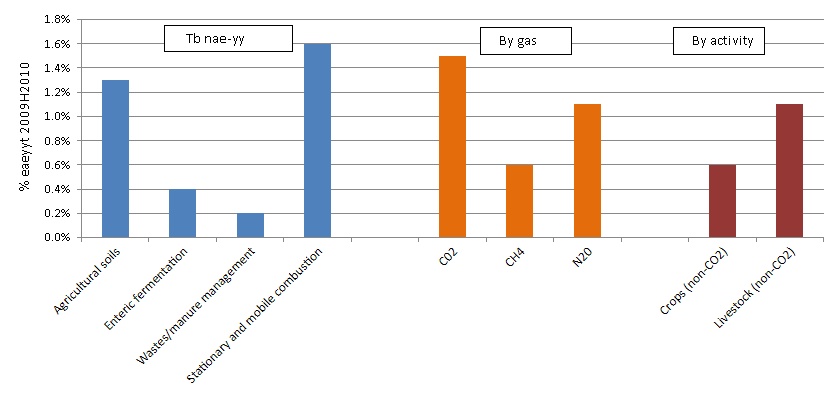 Tb nae-yy
By gas
By activity
% eaeyyt 2009H2010
1.8%
1.6%
1.4%
1.2%
1.0%
0.8%
0.6%
0.4%
0.2%
0.0%
Agricultural soils
Enteric fermentation
Wastes/manure management
Stationary and mobile combustion
C02
CH4
N20
Crops (non-CO2)
Livestock (non-CO2)